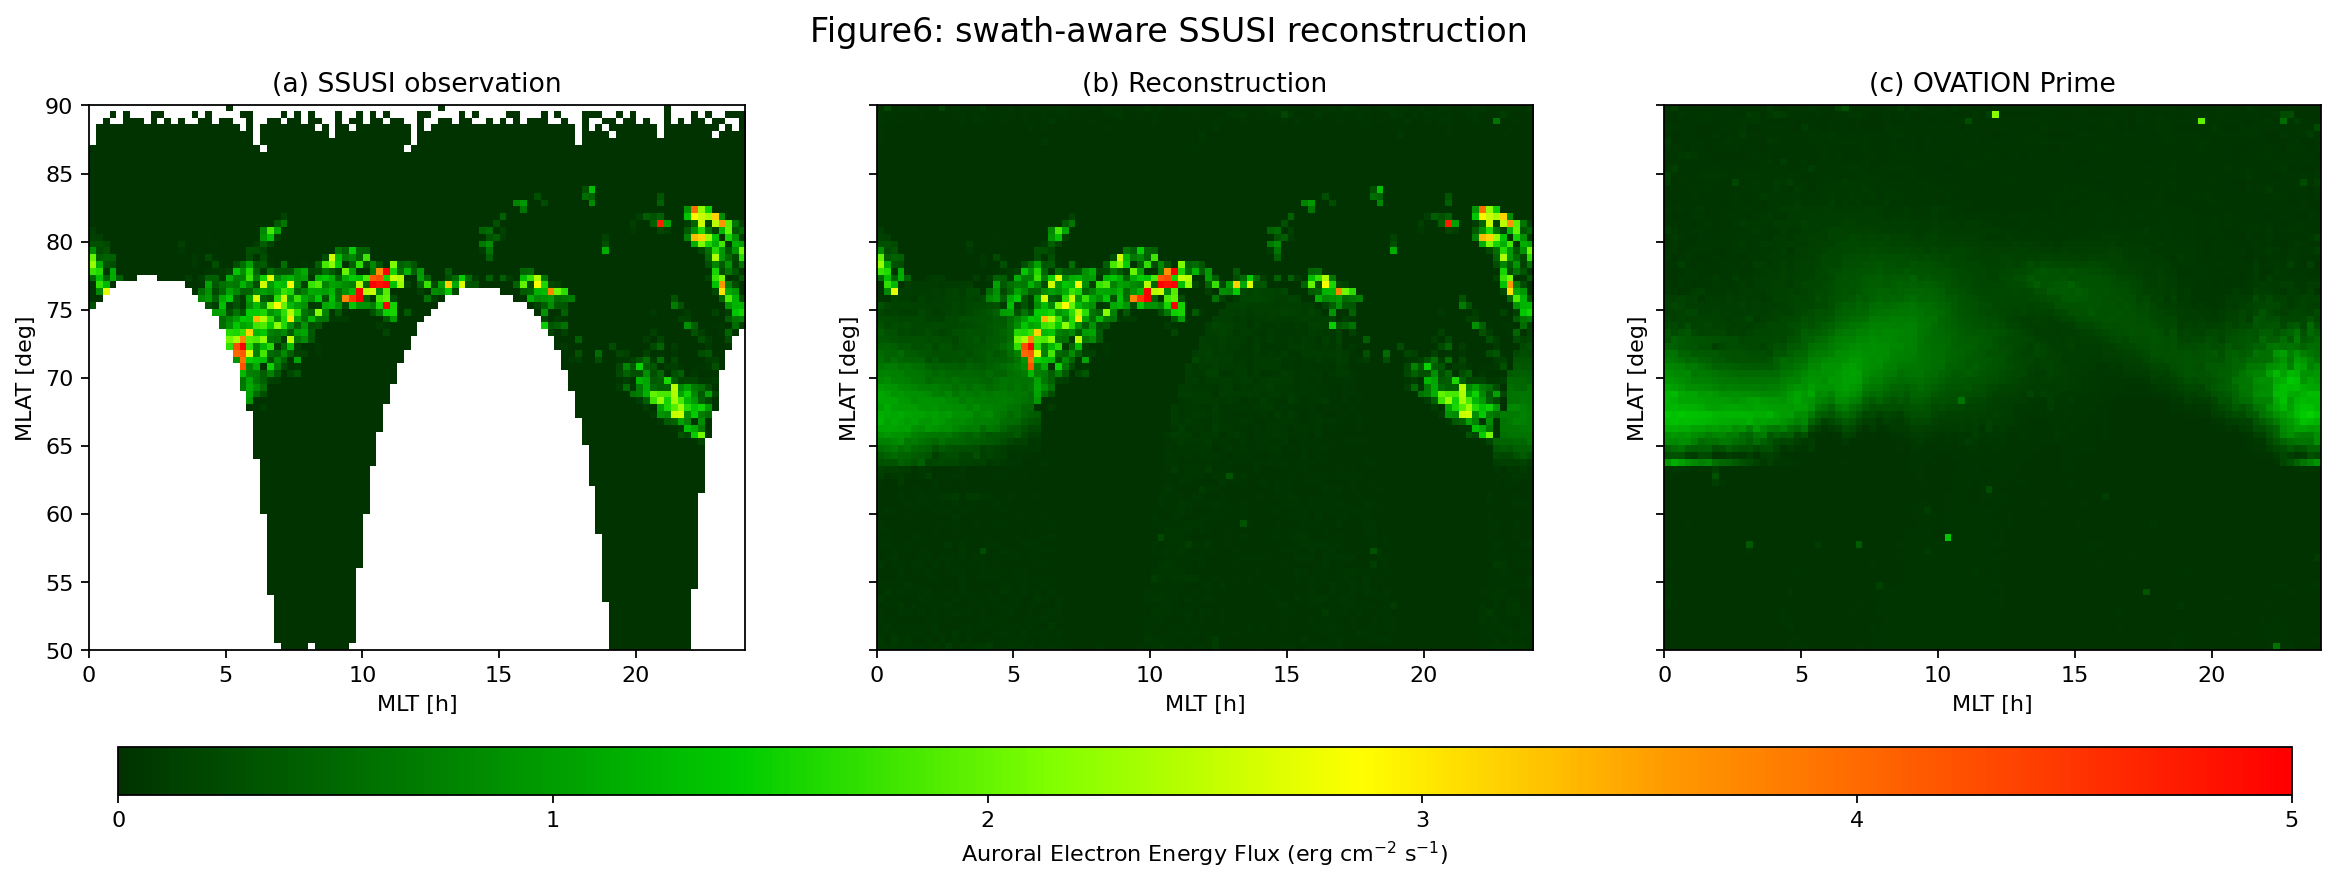 Figure6: swath-aware SSUSI reconstruction
(a) SSUSI observation
(b) Reconstruction
(c) OVATION Prime
MLAT [deg]
90
85
80
75
70
65
60
55
50
0 5 10 15 20
MLT [h]
MLAT [deg]
0 5 10 15 20
MLT [h]
MLAT [deg]
0 5 10 15 20
MLT [h]
0 1 2 3 4 5
Auroral Electron Energy Flux (erg cm⁻² s⁻¹)